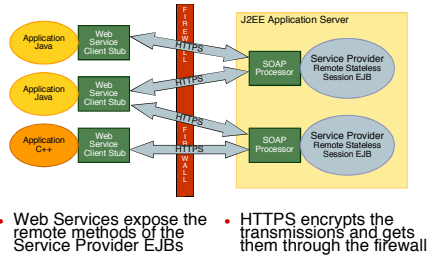 J2EE Application Server
Application
Java
Web
Service
Client Stub
HTTPS
SOAP
Processor
Service Provider
Remote Stateless
Session EJB
Application
Java
Web
Service
Client Stub
HTTPS
HTTPS
Application
C++
Web
Service
Client Stub
HTTPS
SOAP
Processor
Service Provider
Remote Stateless
Session EJB
FIREWALL
FIREWALL
• Web Services expose the
remote methods of the
Service Provider EJBs
• HTTPS encrypts the
transmissions and gets
them through the firewall